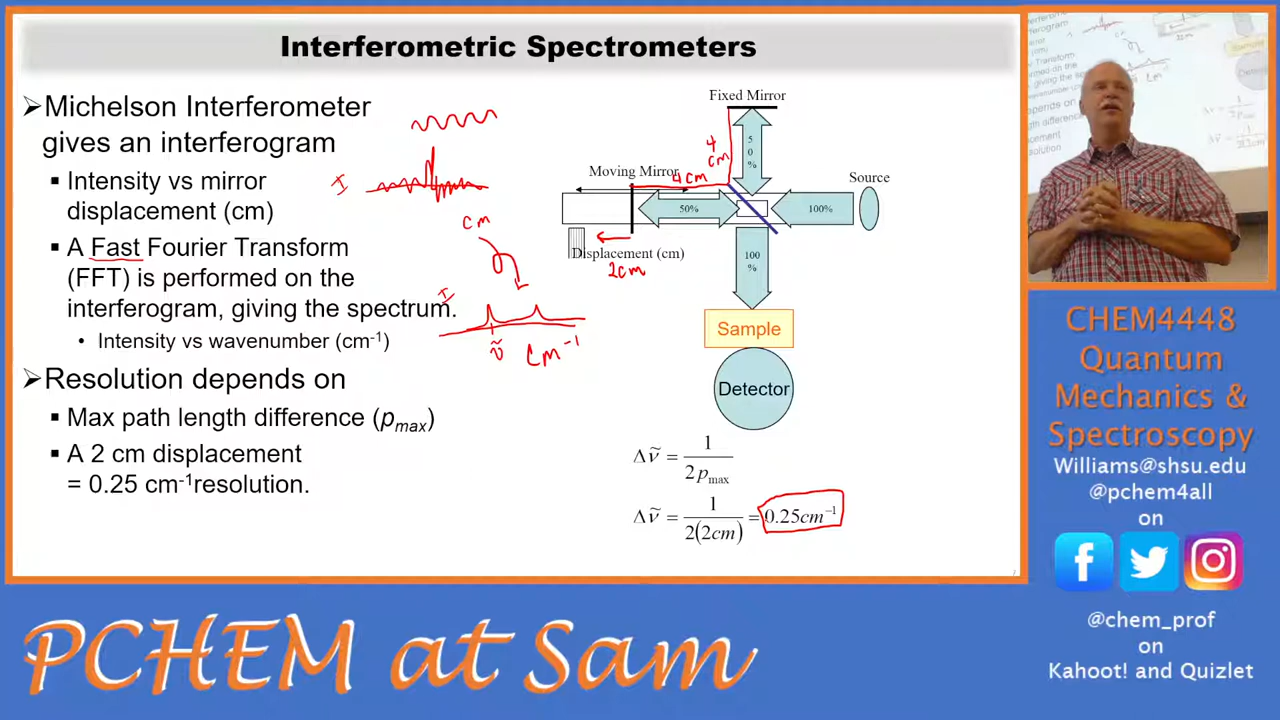 Interferometric Spectrometers
➢Michelson Interferometer
gives an interferogram
▪ Intensity vs mirror
displacement (cm)
▪ A Fast Fourier Transform
(FFT) is performed on the
interferogram, giving the spectrum.
• Intensity vs wavenumber (cm⁻¹)
➢Resolution depends on
▪ Max path length difference (pmax)
▪ A 2 cm displacement
= 0.25 cm⁻¹resolution.
I
cm
I
ṽ cm⁻¹
Fixed Mirror
4
cm
50%
Moving Mirror
4cm
Source
50%
100%
Displacement (cm)
2cm
100%
Sample
Detector
Δṽ = 1 / 2pmax
Δṽ = 1 / 2(2cm) = 0.25cm⁻¹
CHEM4448
Quantum
Mechanics &
Spectroscopy
Williams@shsu.edu
@pchem4all
on
@chem_prof
on
Kahoot! and Quizlet
PCHEM at Sam